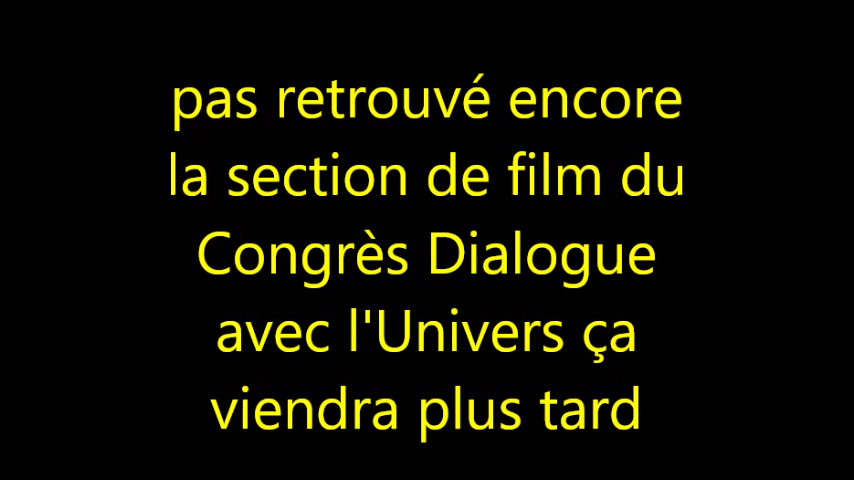 pas retrouvé encore
la section de film du
Congrès Dialogue
avec l'Univers ça
viendra plus tard